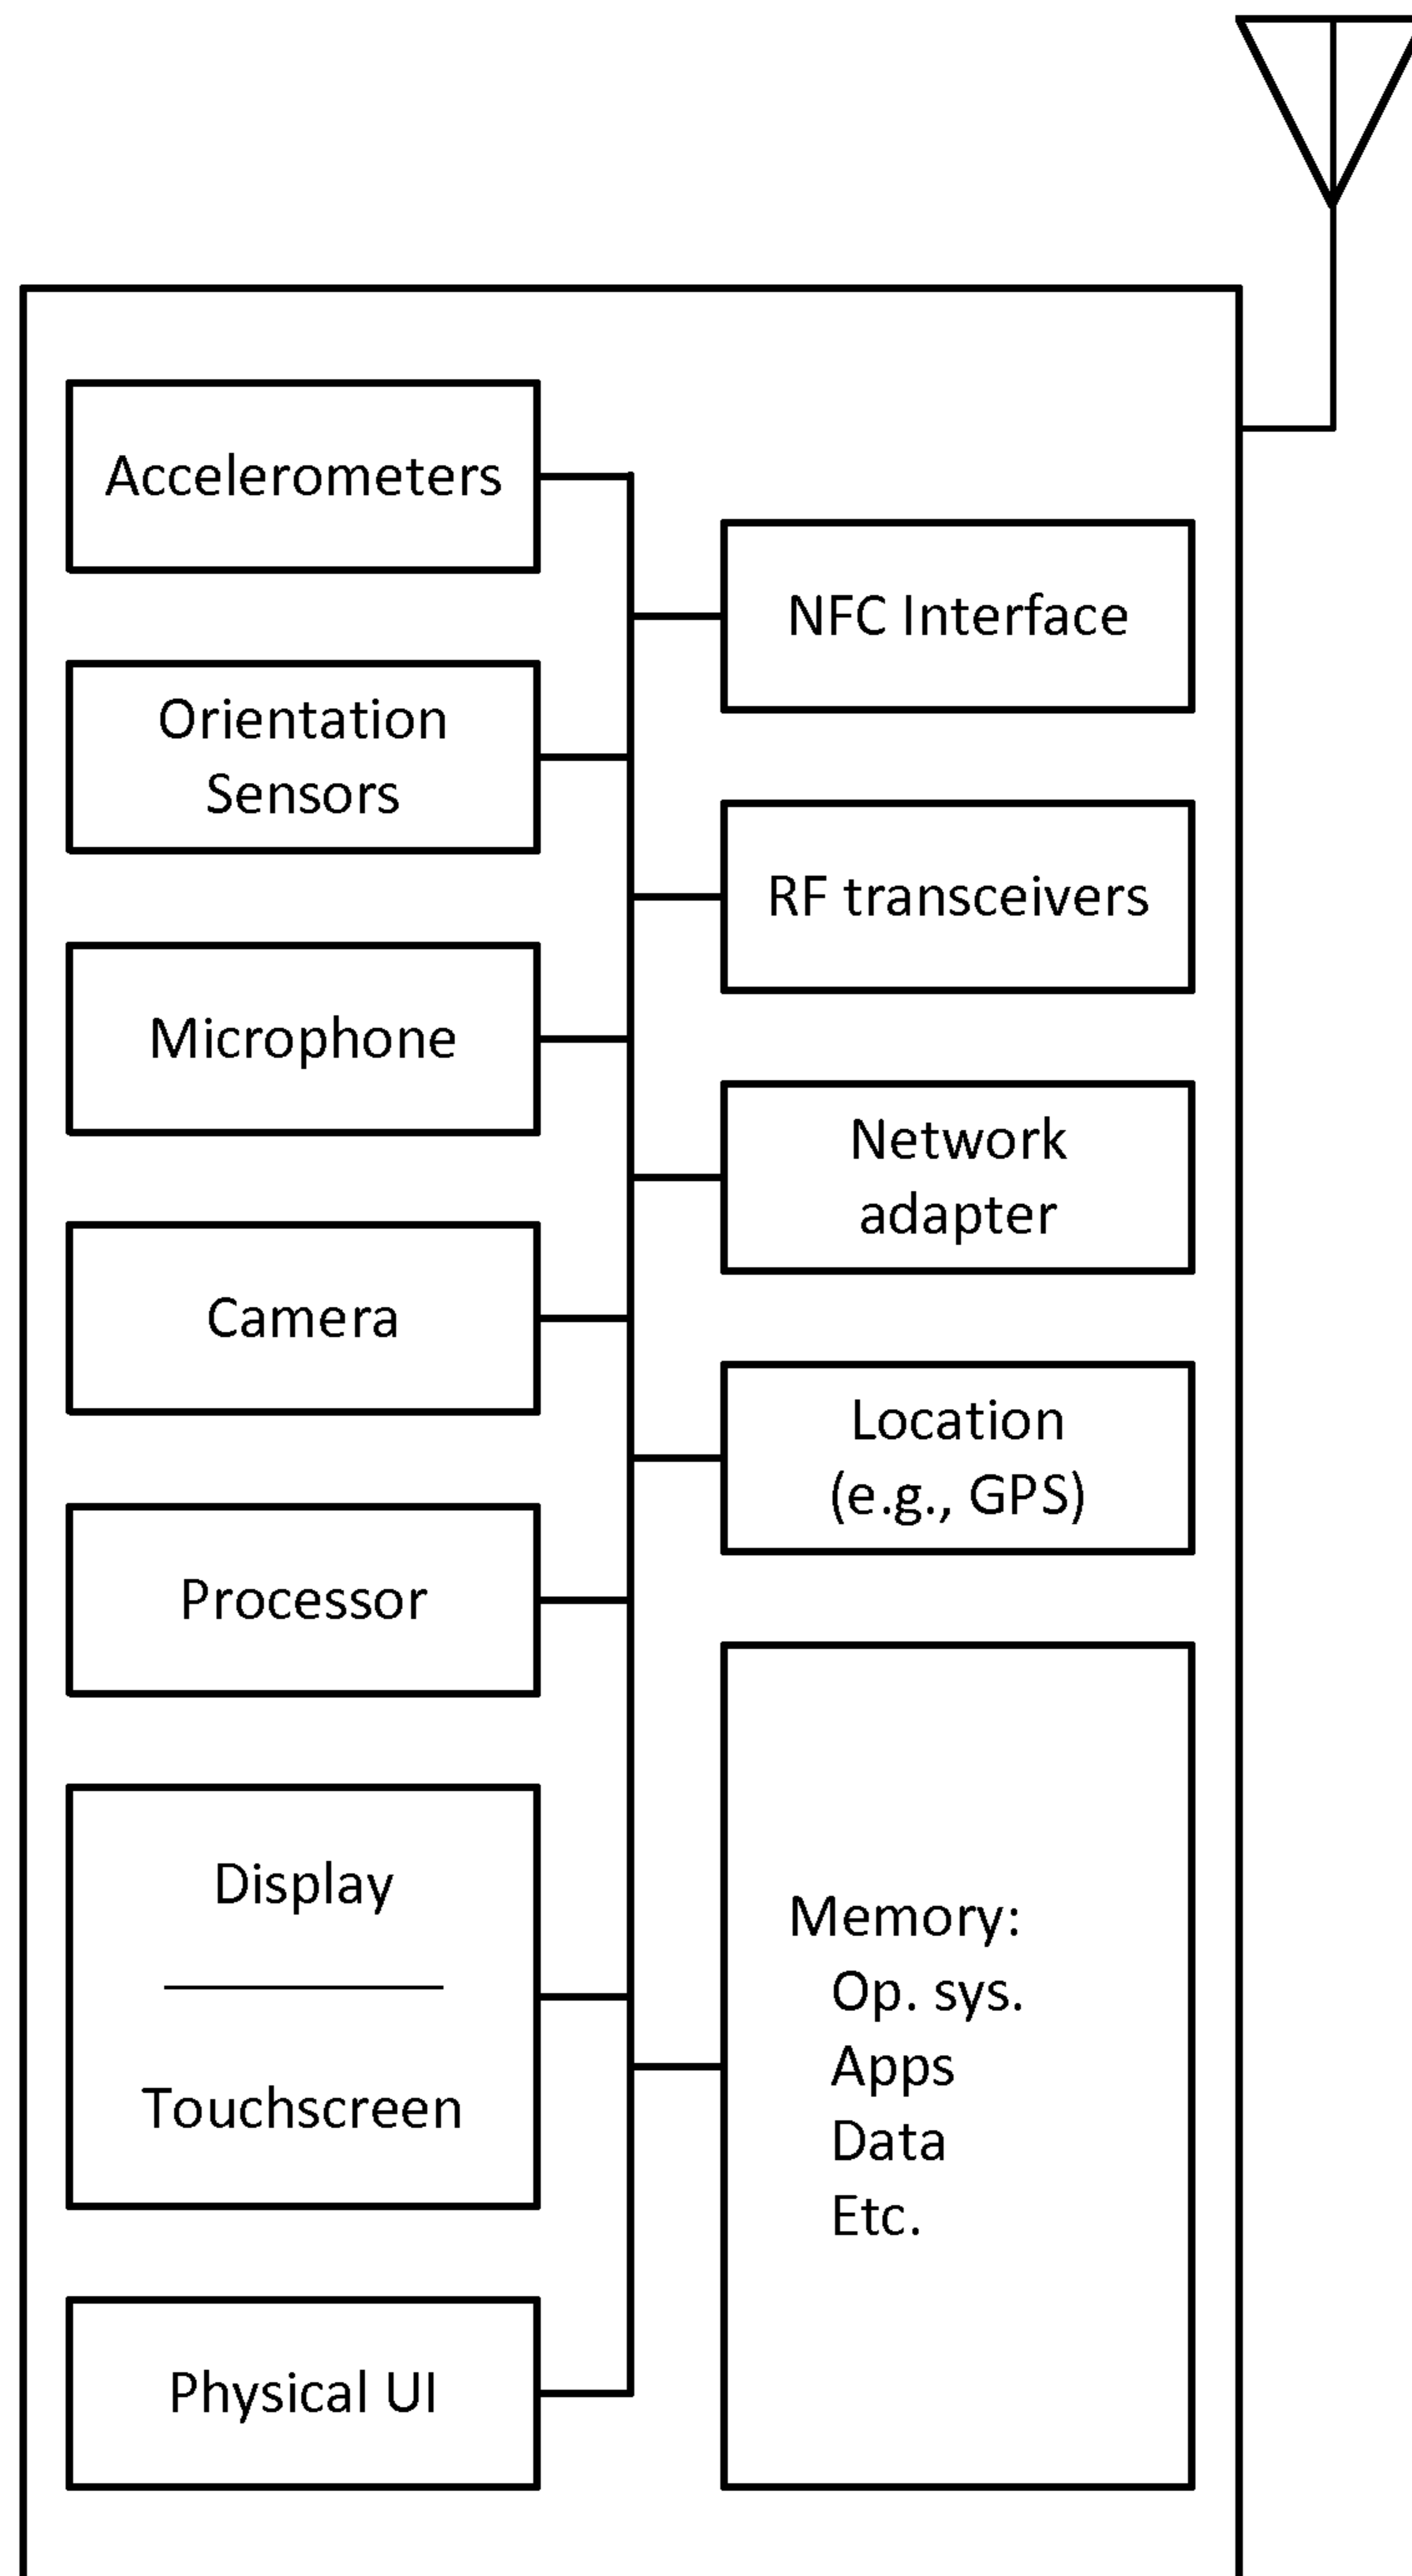 Accelerometers
Orientation
Sensors
Microphone
Camera
Processor
Display
Touchscreen
Physical UI
NFC Interface
RF transceivers
Network
adapter
Location
(e.g., GPS)
Memory:
Op. sys.
Apps
Data
Etc.